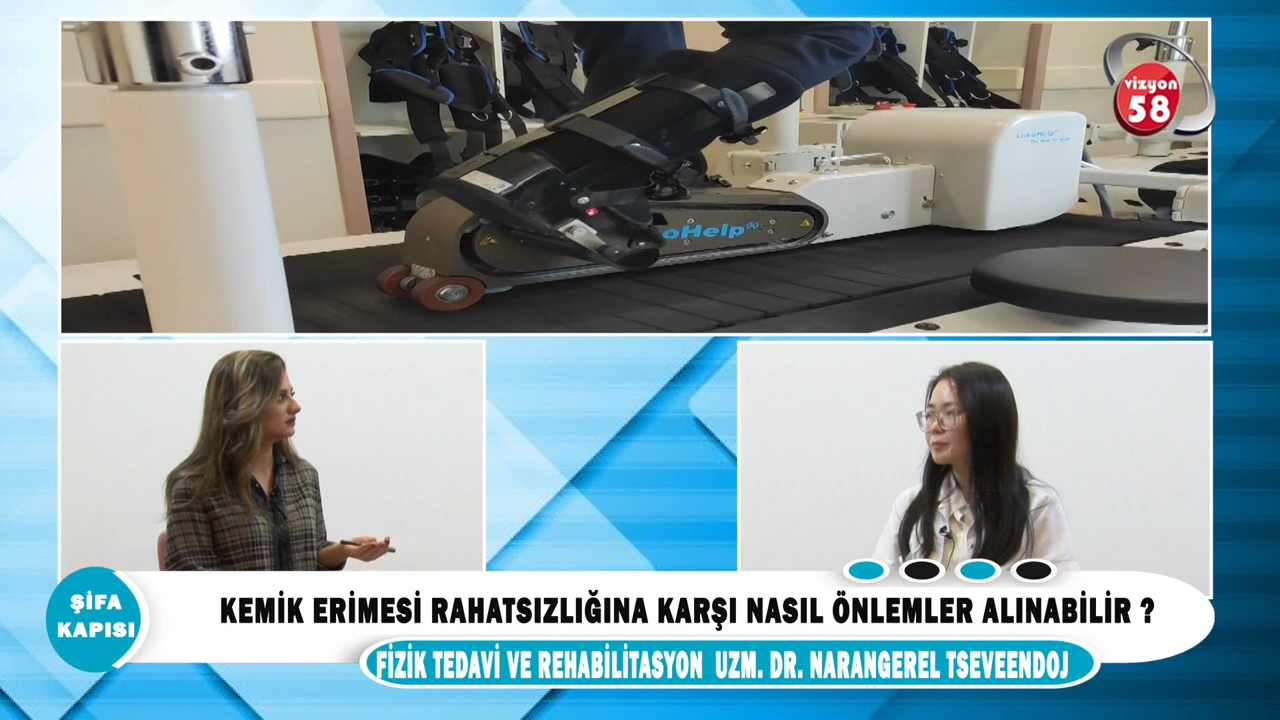 vizyon
58
LokoHelp
oHelp
ŞİFA
KAPISI
KEMİK ERİMESİ RAHATSIZLIĞINA KARŞI NASIL ÖNLEMLER ALINABİLİR ?
FİZİK TEDAVİ VE REHABİLİTASYON UZM. DR. NARANGEREL TSEVEENDOJ